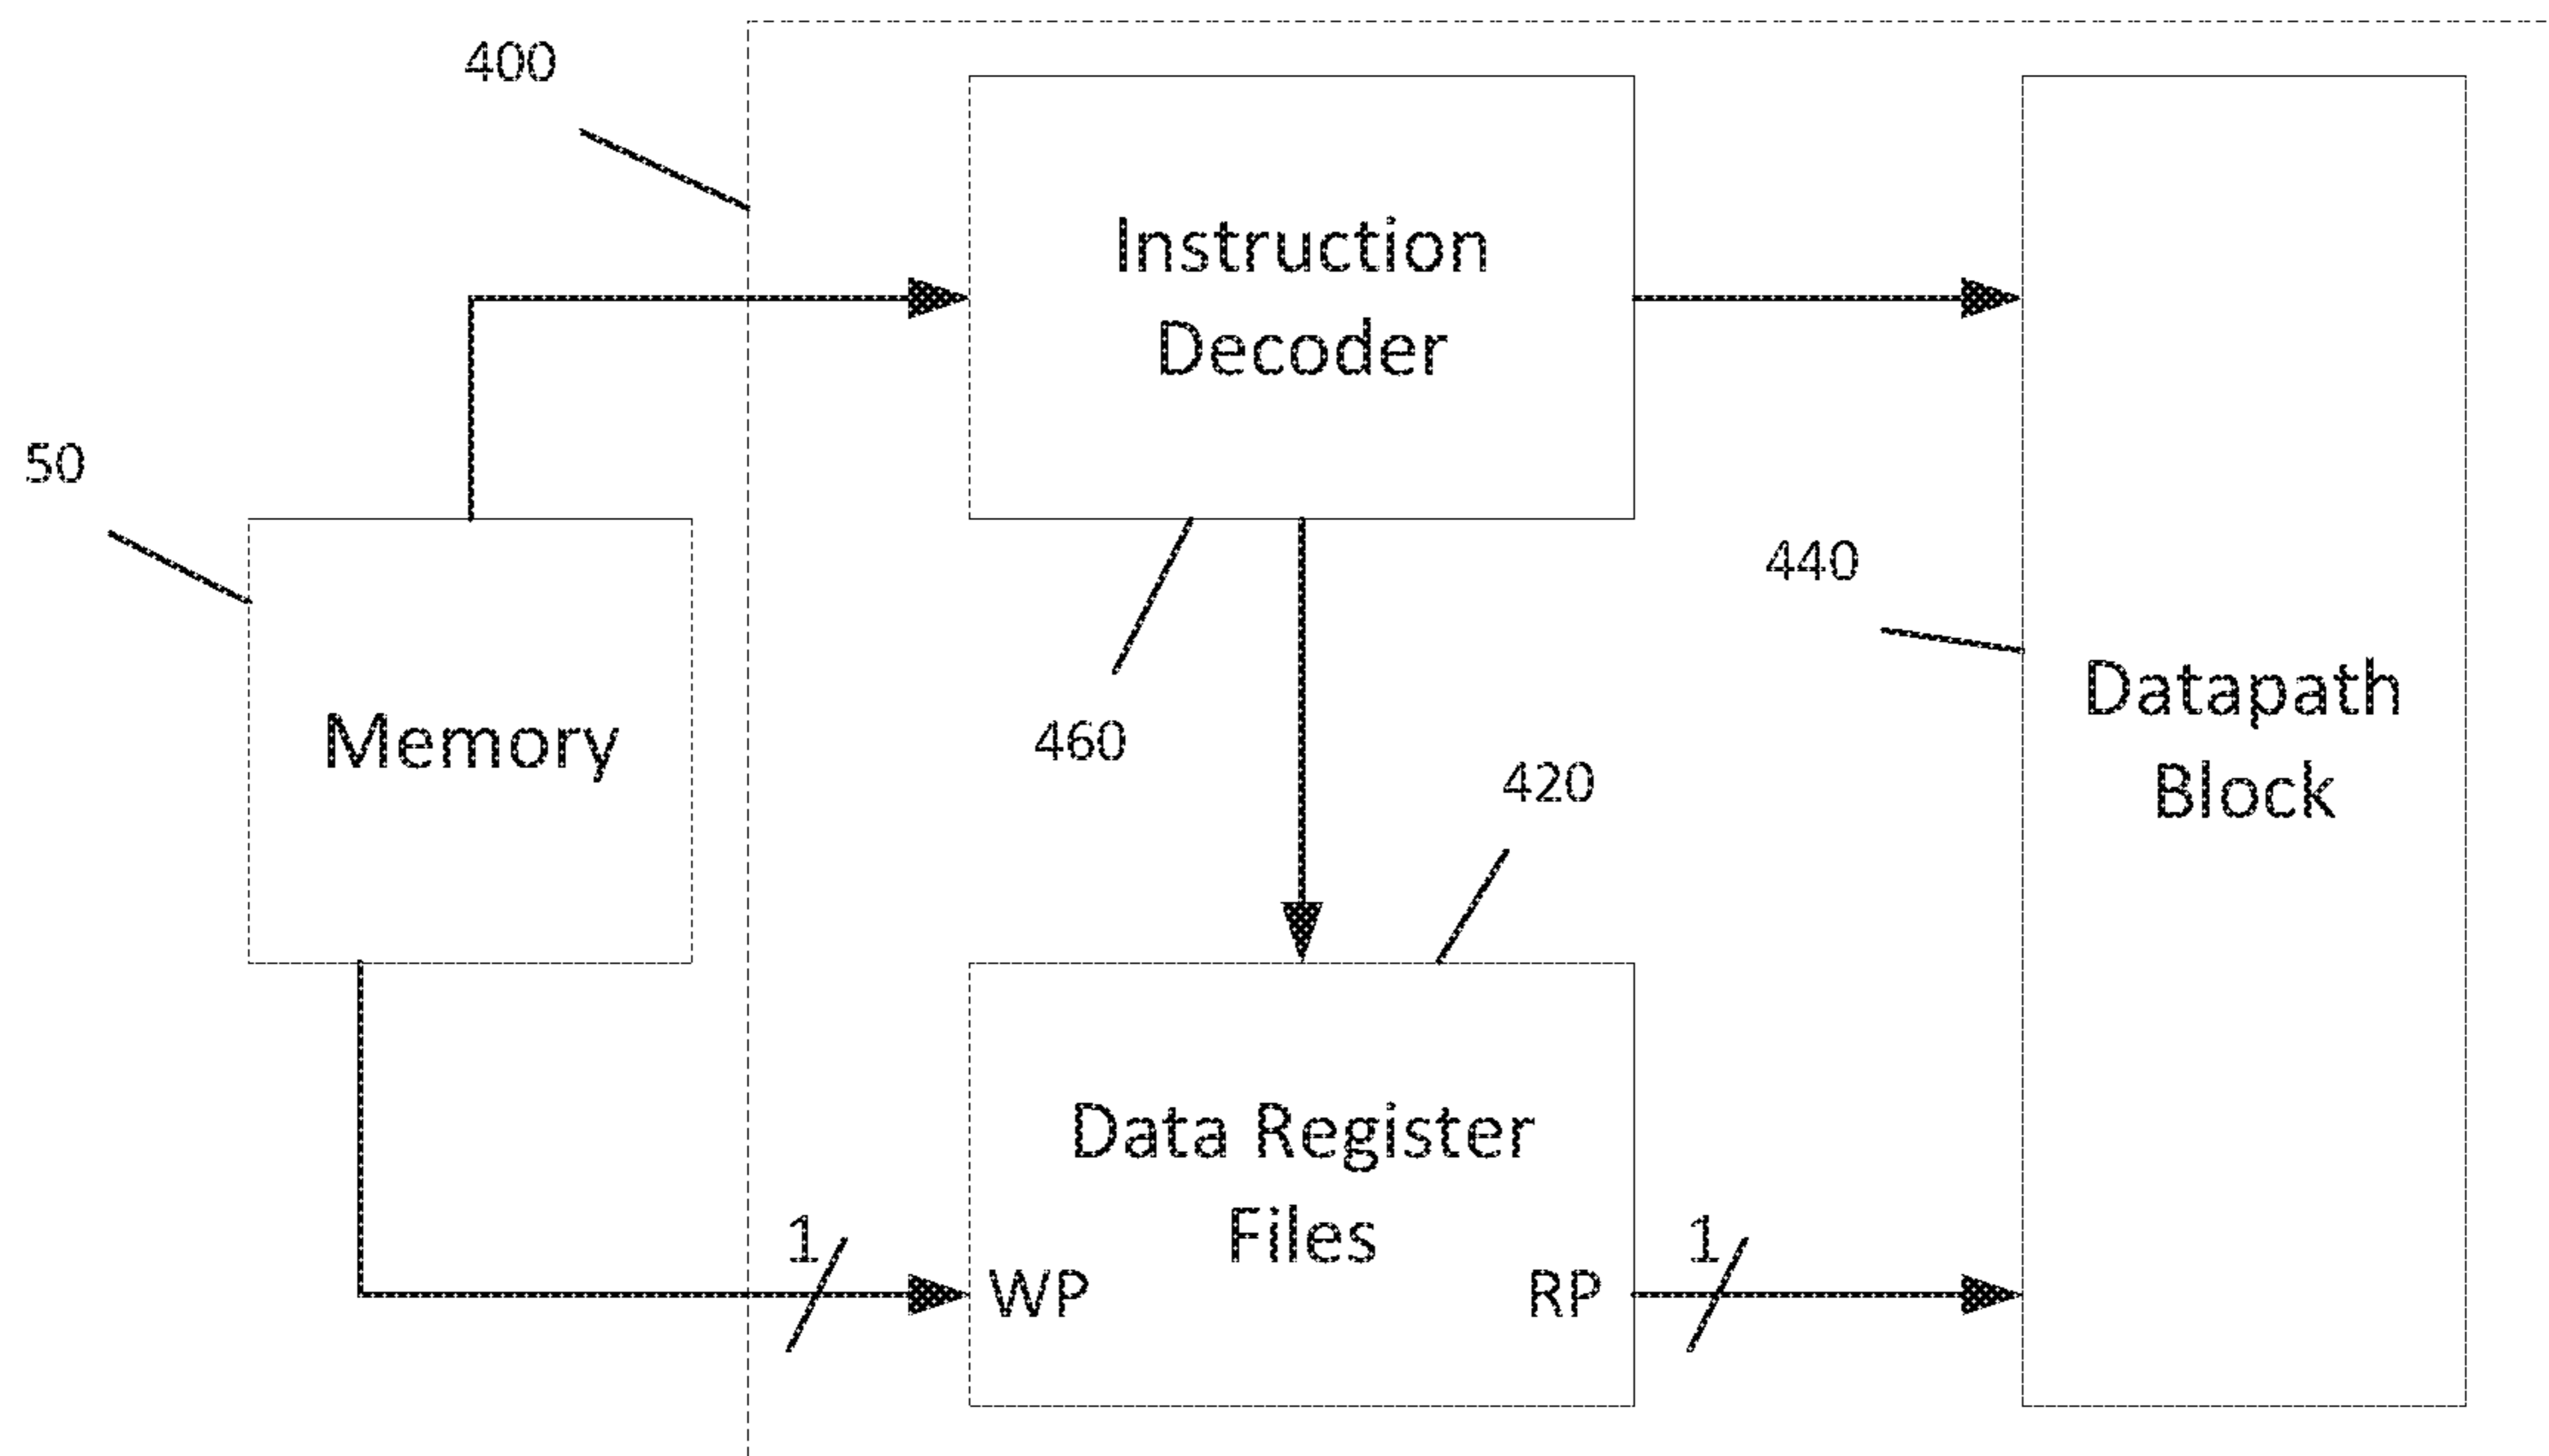 400
Instruction
Decoder
50
440
Memory
460
Datapath
Block
420
Data Register
Files
1
WP
RP
1